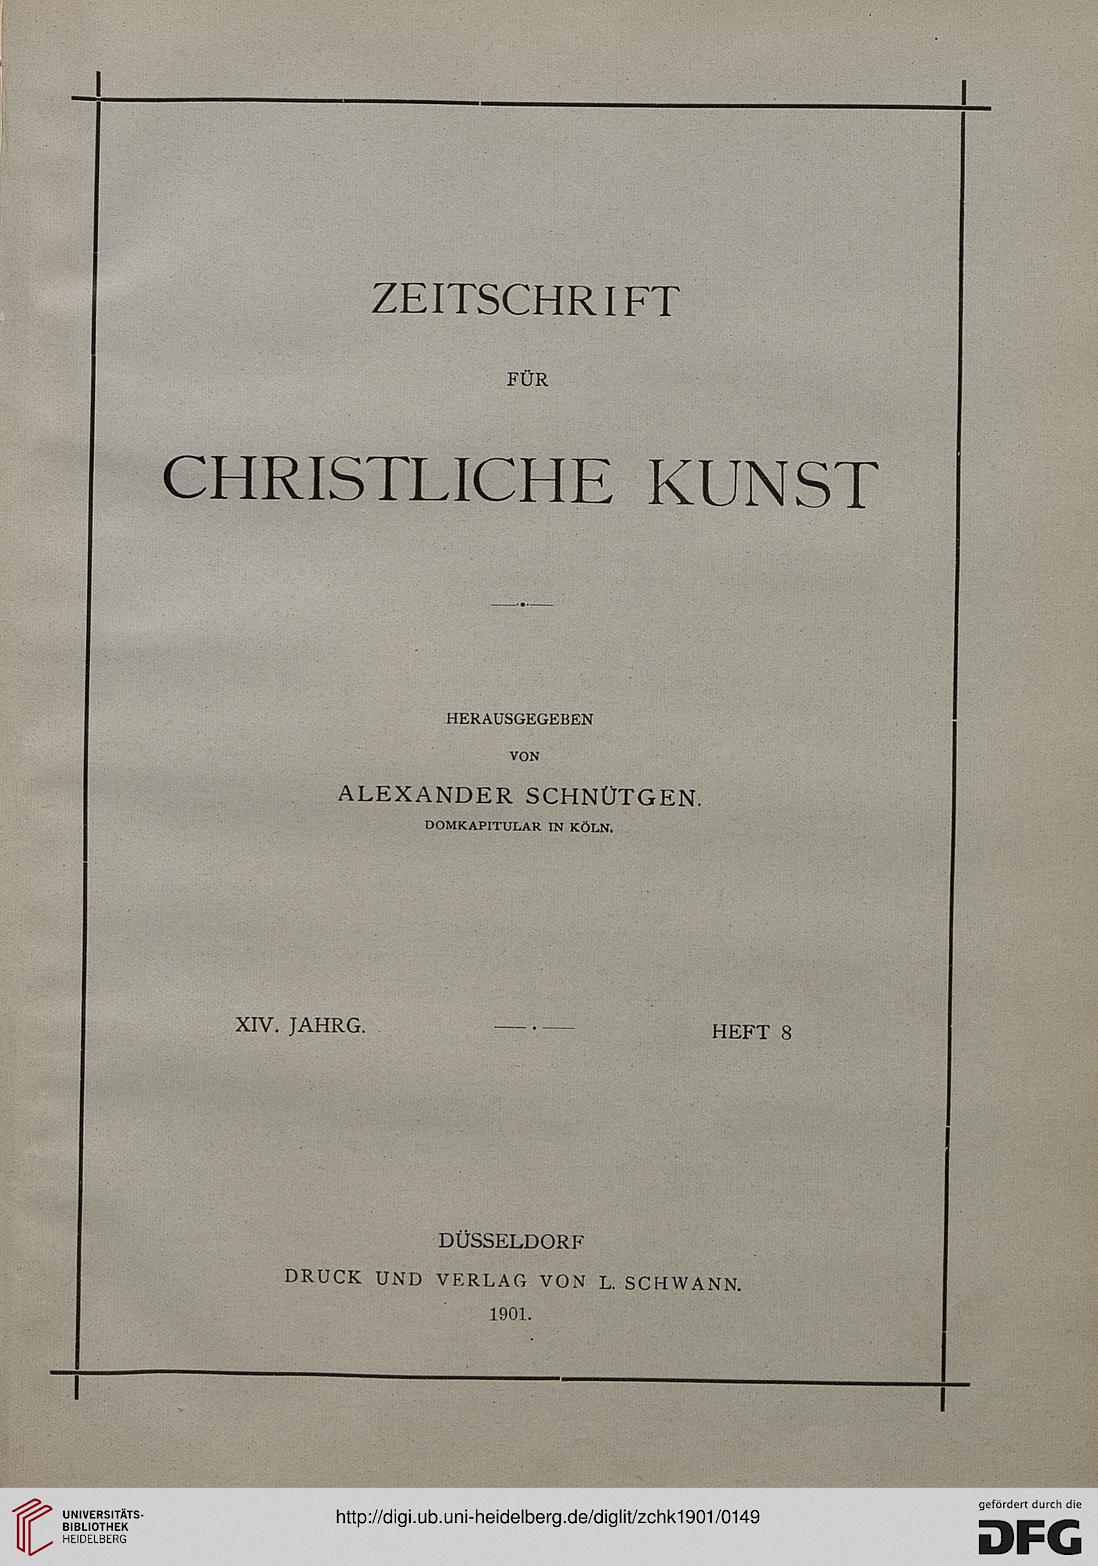 ZEITSCHRIFT
FÜR
CHRISTLICHE KUNST
HERAUSGEGEBEN
VON
ALEXANDER SCHNÜTGEN.
DOMKAPITULAR IN KÖLN.
XIV. JAHRG. HEFT 8
DÜSSELDORF
DRUCK UND VERLAG VON L. SCHWANN.
1901.
UNIVERSITÄTS-
BIBLIOTHEK
HEIDELBERG
http://digi.ub.uni-heidelberg.de/diglit/zchk1901/0149
gefördert durch die
DFG